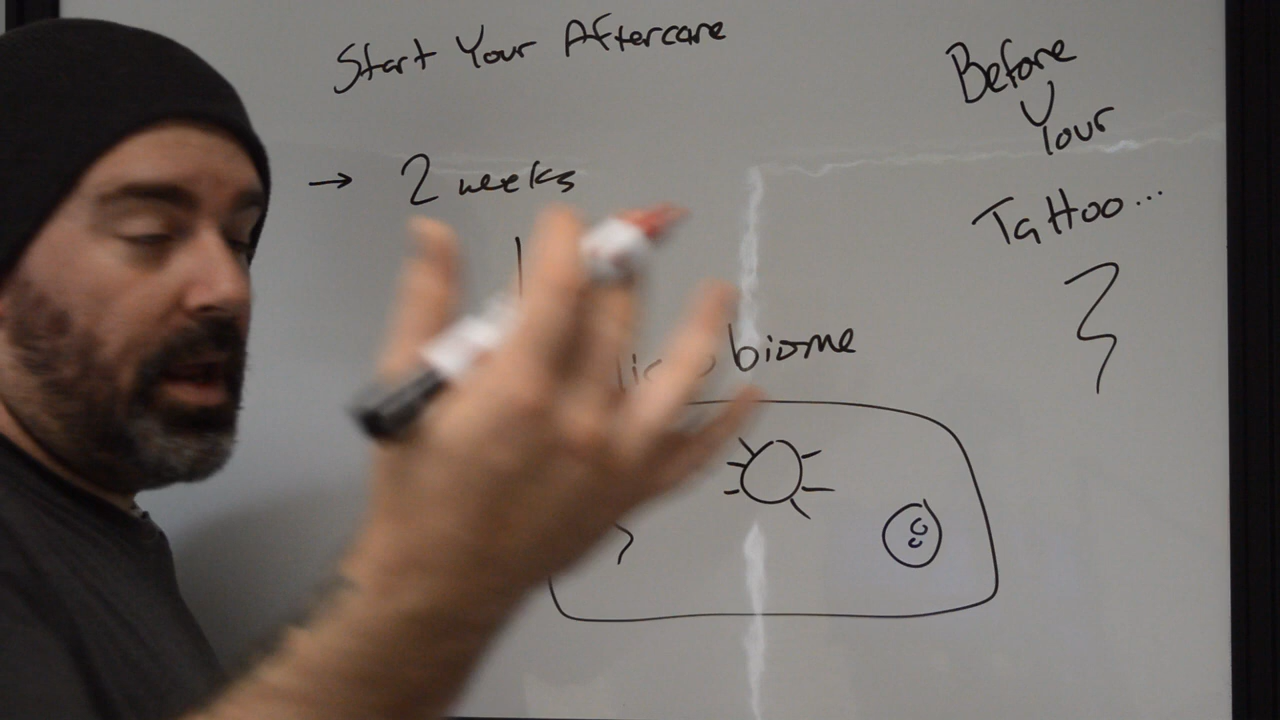 Start Your Aftercare
Before
Your
Tattoo...
→ 2 weeks
biome